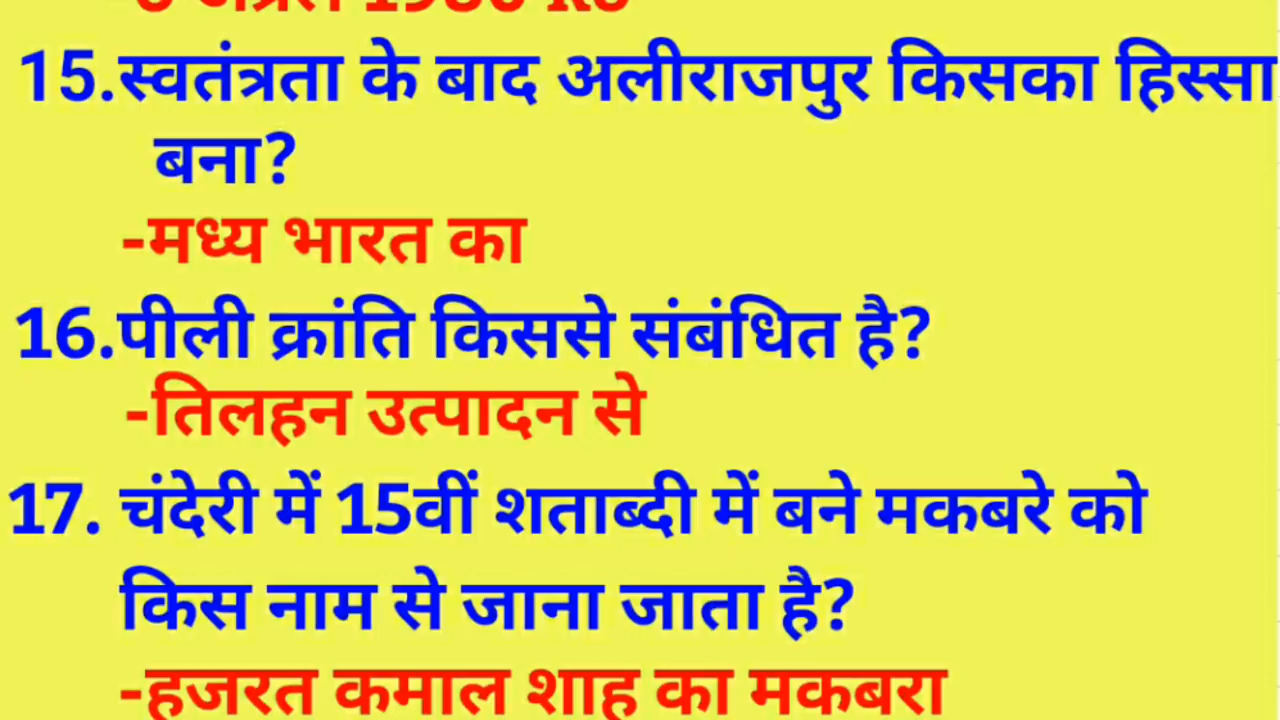 15.स्वतंत्रता के बाद अलीराजपुर किसका हिस्सा
बना?
-मध्य भारत का
16.पीली क्रांति किससे संबंधित है?
-तिलहन उत्पादन से
17. चंदेरी में 15वीं शताब्दी में बने मकबरे को
किस नाम से जाना जाता है?
-हजरत कमाल शाह का मकबरा